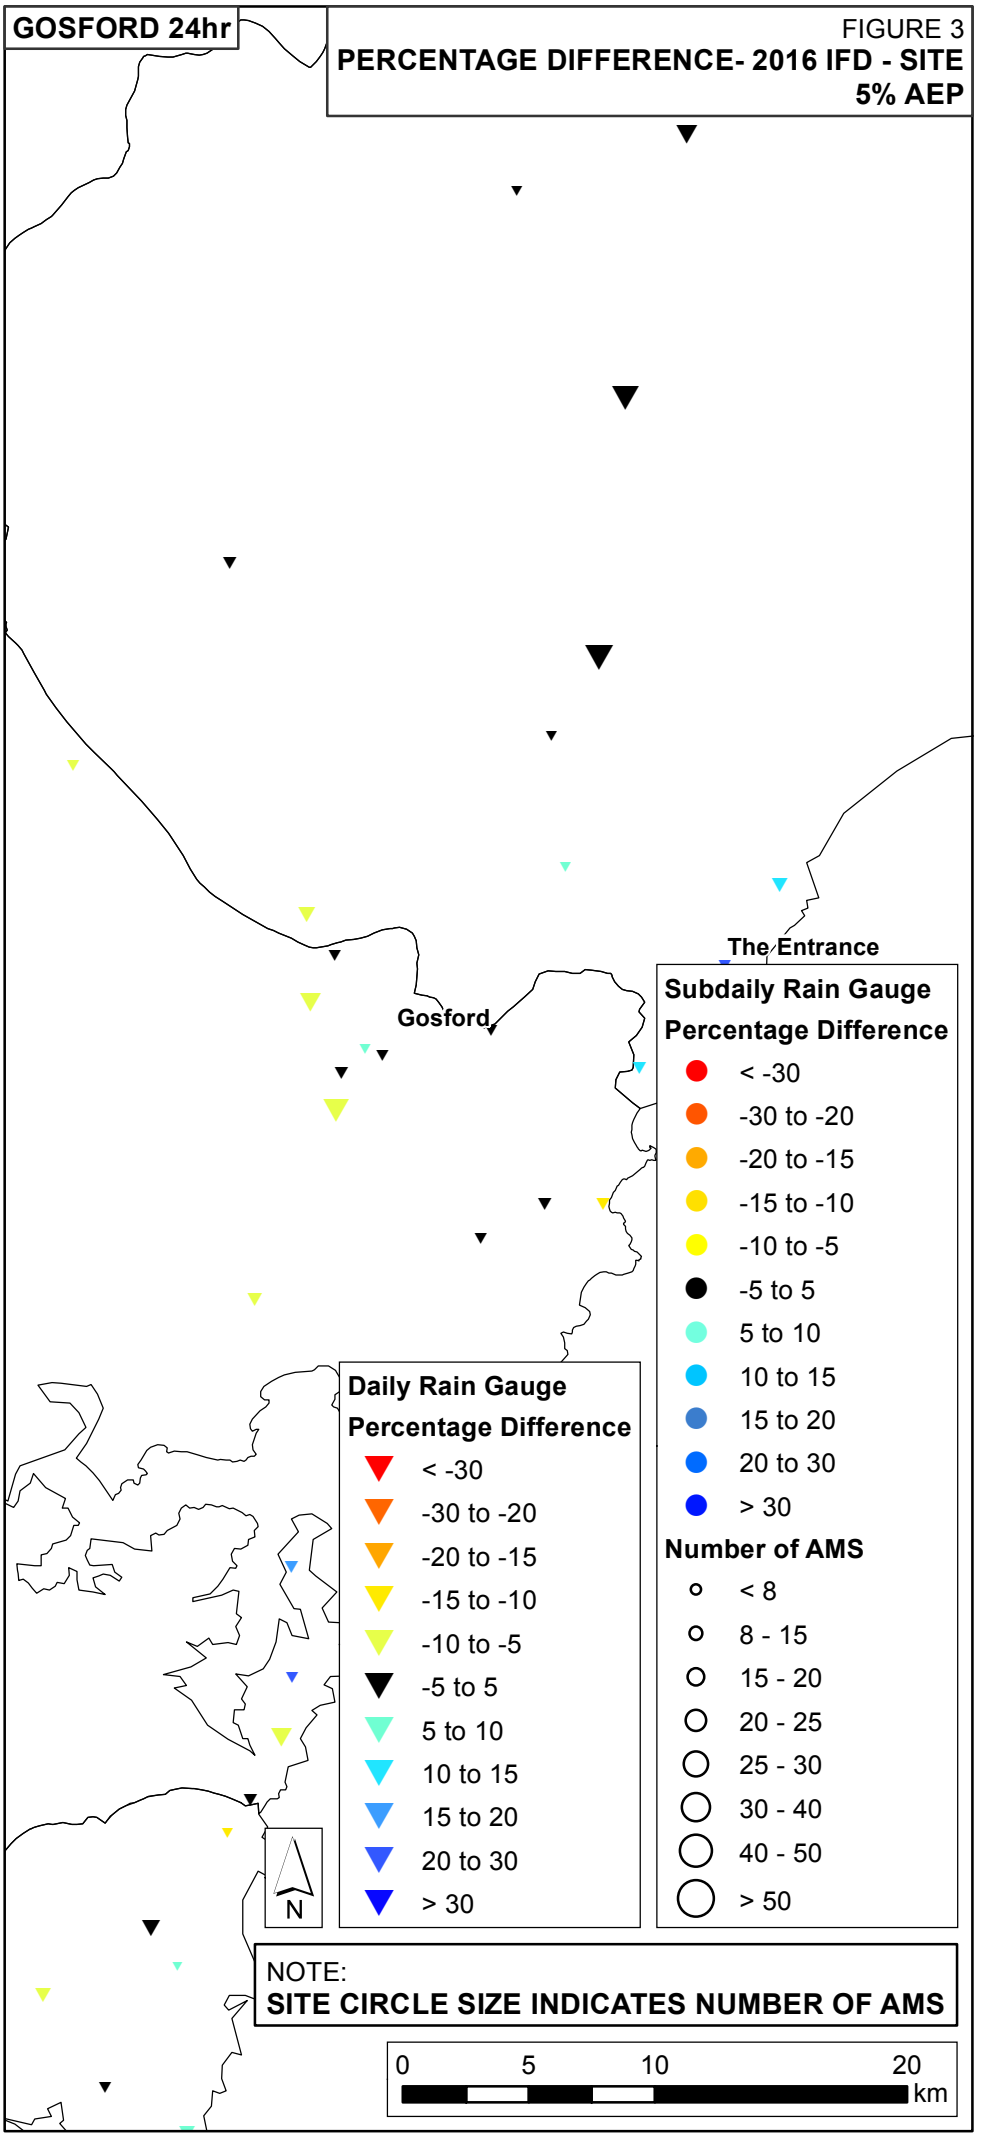 GOSFORD 24hr
FIGURE 3
PERCENTAGE DIFFERENCE- 2016 IFD - SITE
5% AEP
The Entrance
Gosford
Subdaily Rain Gauge
Percentage Difference
< -30
-30 to -20
-20 to -15
-15 to -10
-10 to -5
-5 to 5
5 to 10
10 to 15
15 to 20
20 to 30
> 30
Number of AMS
< 8
8 - 15
15 - 20
20 - 25
25 - 30
30 - 40
40 - 50
> 50
Daily Rain Gauge
Percentage Difference
< -30
-30 to -20
-20 to -15
-15 to -10
-10 to -5
-5 to 5
5 to 10
10 to 15
15 to 20
20 to 30
> 30
N
NOTE:
SITE CIRCLE SIZE INDICATES NUMBER OF AMS
0 5 10 20
km